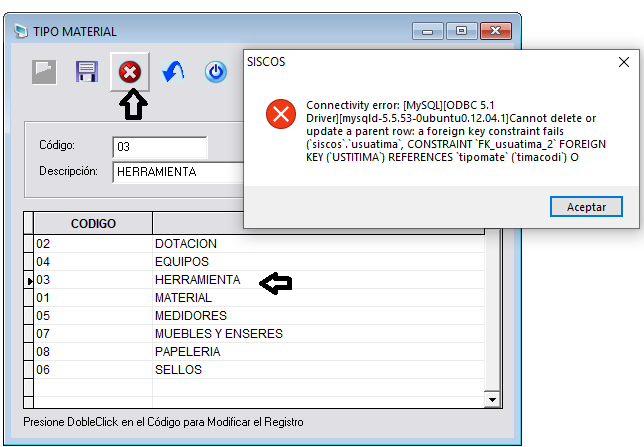 TIPO MATERIAL
SISCOS
Connectivity error: [MySQL][ODBC 5.1
Driver][mysqld-5.5.53-0ubuntu0.12.04.1]Cannot delete or
update a parent row: a foreign key constraint fails
(`siscos`.`usuatima`, CONSTRAINT `FK_usuatima_2` FOREIGN
KEY (`USTITIMA`) REFERENCES `tipomate` (`timacodi`) O
Aceptar
Código: 03
Descripción: HERRAMIENTA
CODIGO
02 DOTACION
04 EQUIPOS
03 HERRAMIENTA
01 MATERIAL
05 MEDIDORES
07 MUEBLES Y ENSERES
08 PAPELERIA
06 SELLOS
Presione DobleClick en el Código para Modificar el Registro